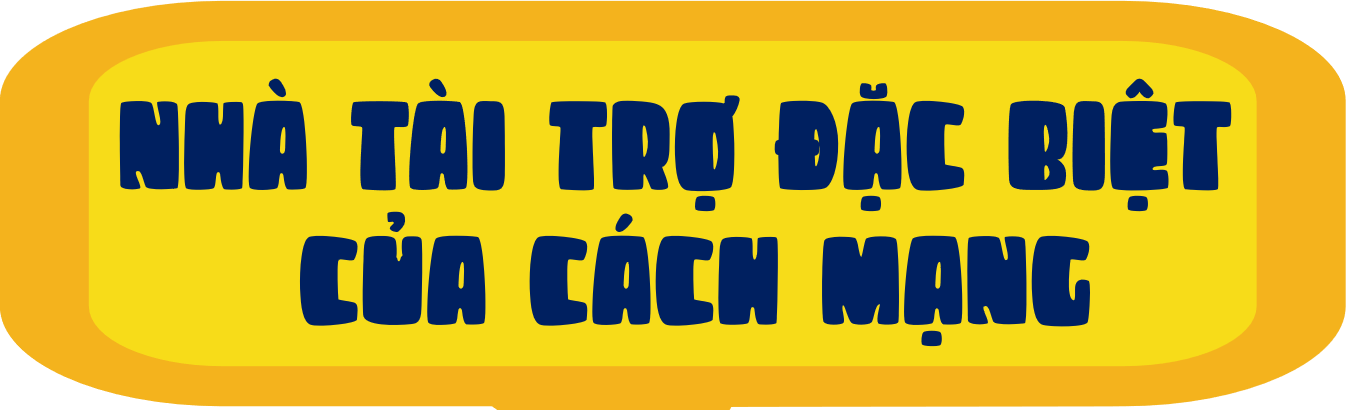 NHÀ TÀI TRỢ ĐẶC BIỆT
CỦA CÁCH MẠNG